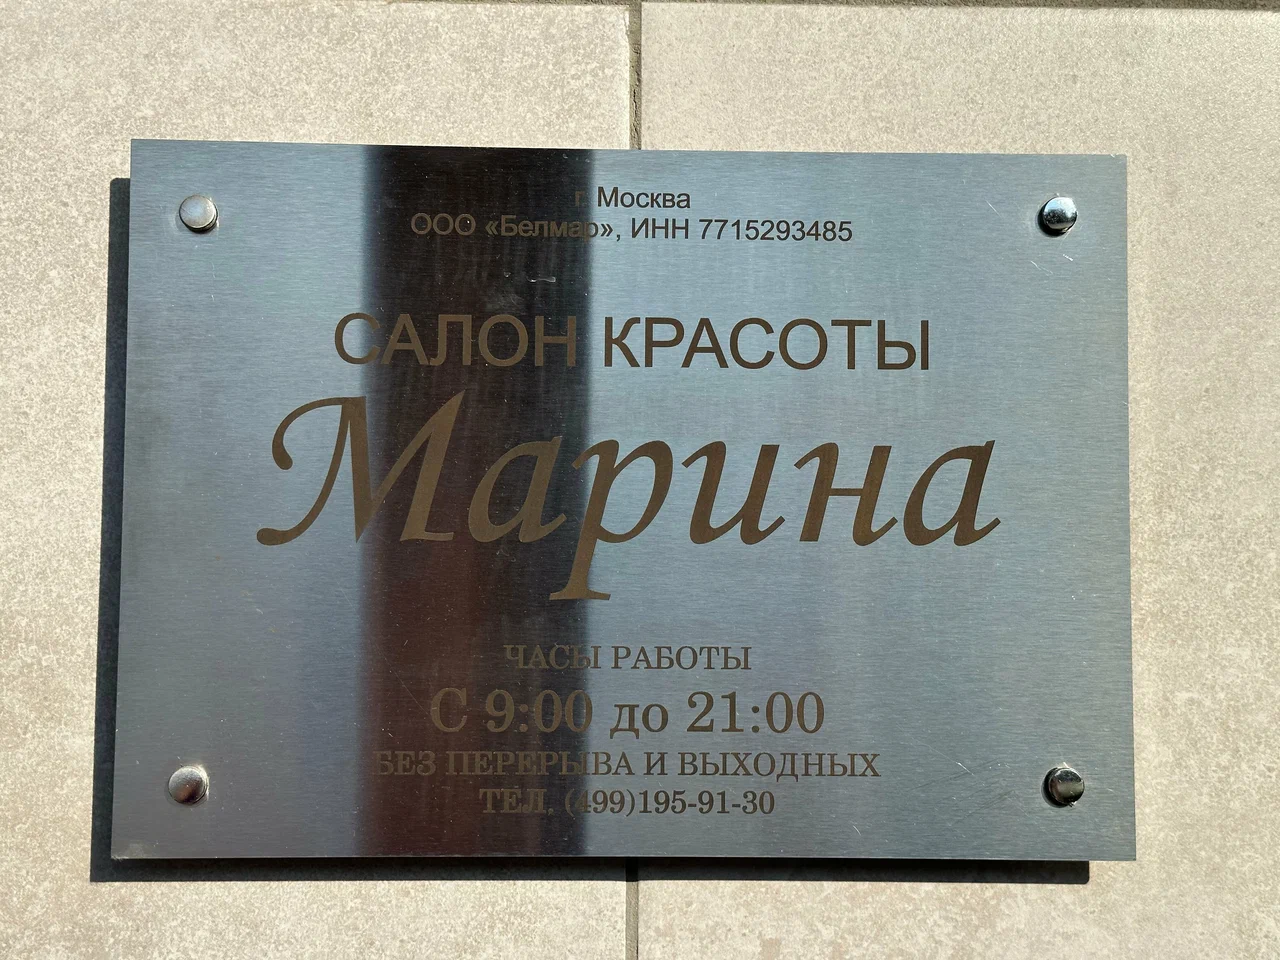 г. Москва
ООО «Белмар», ИНН 7715293485
САЛОН КРАСОТЫ
Марина
ЧАСЫ РАБОТЫ
С 9:00 до 21:00
БЕЗ ПЕРЕРЫВА И ВЫХОДНЫХ
ТЕЛ. (499)195-91-30